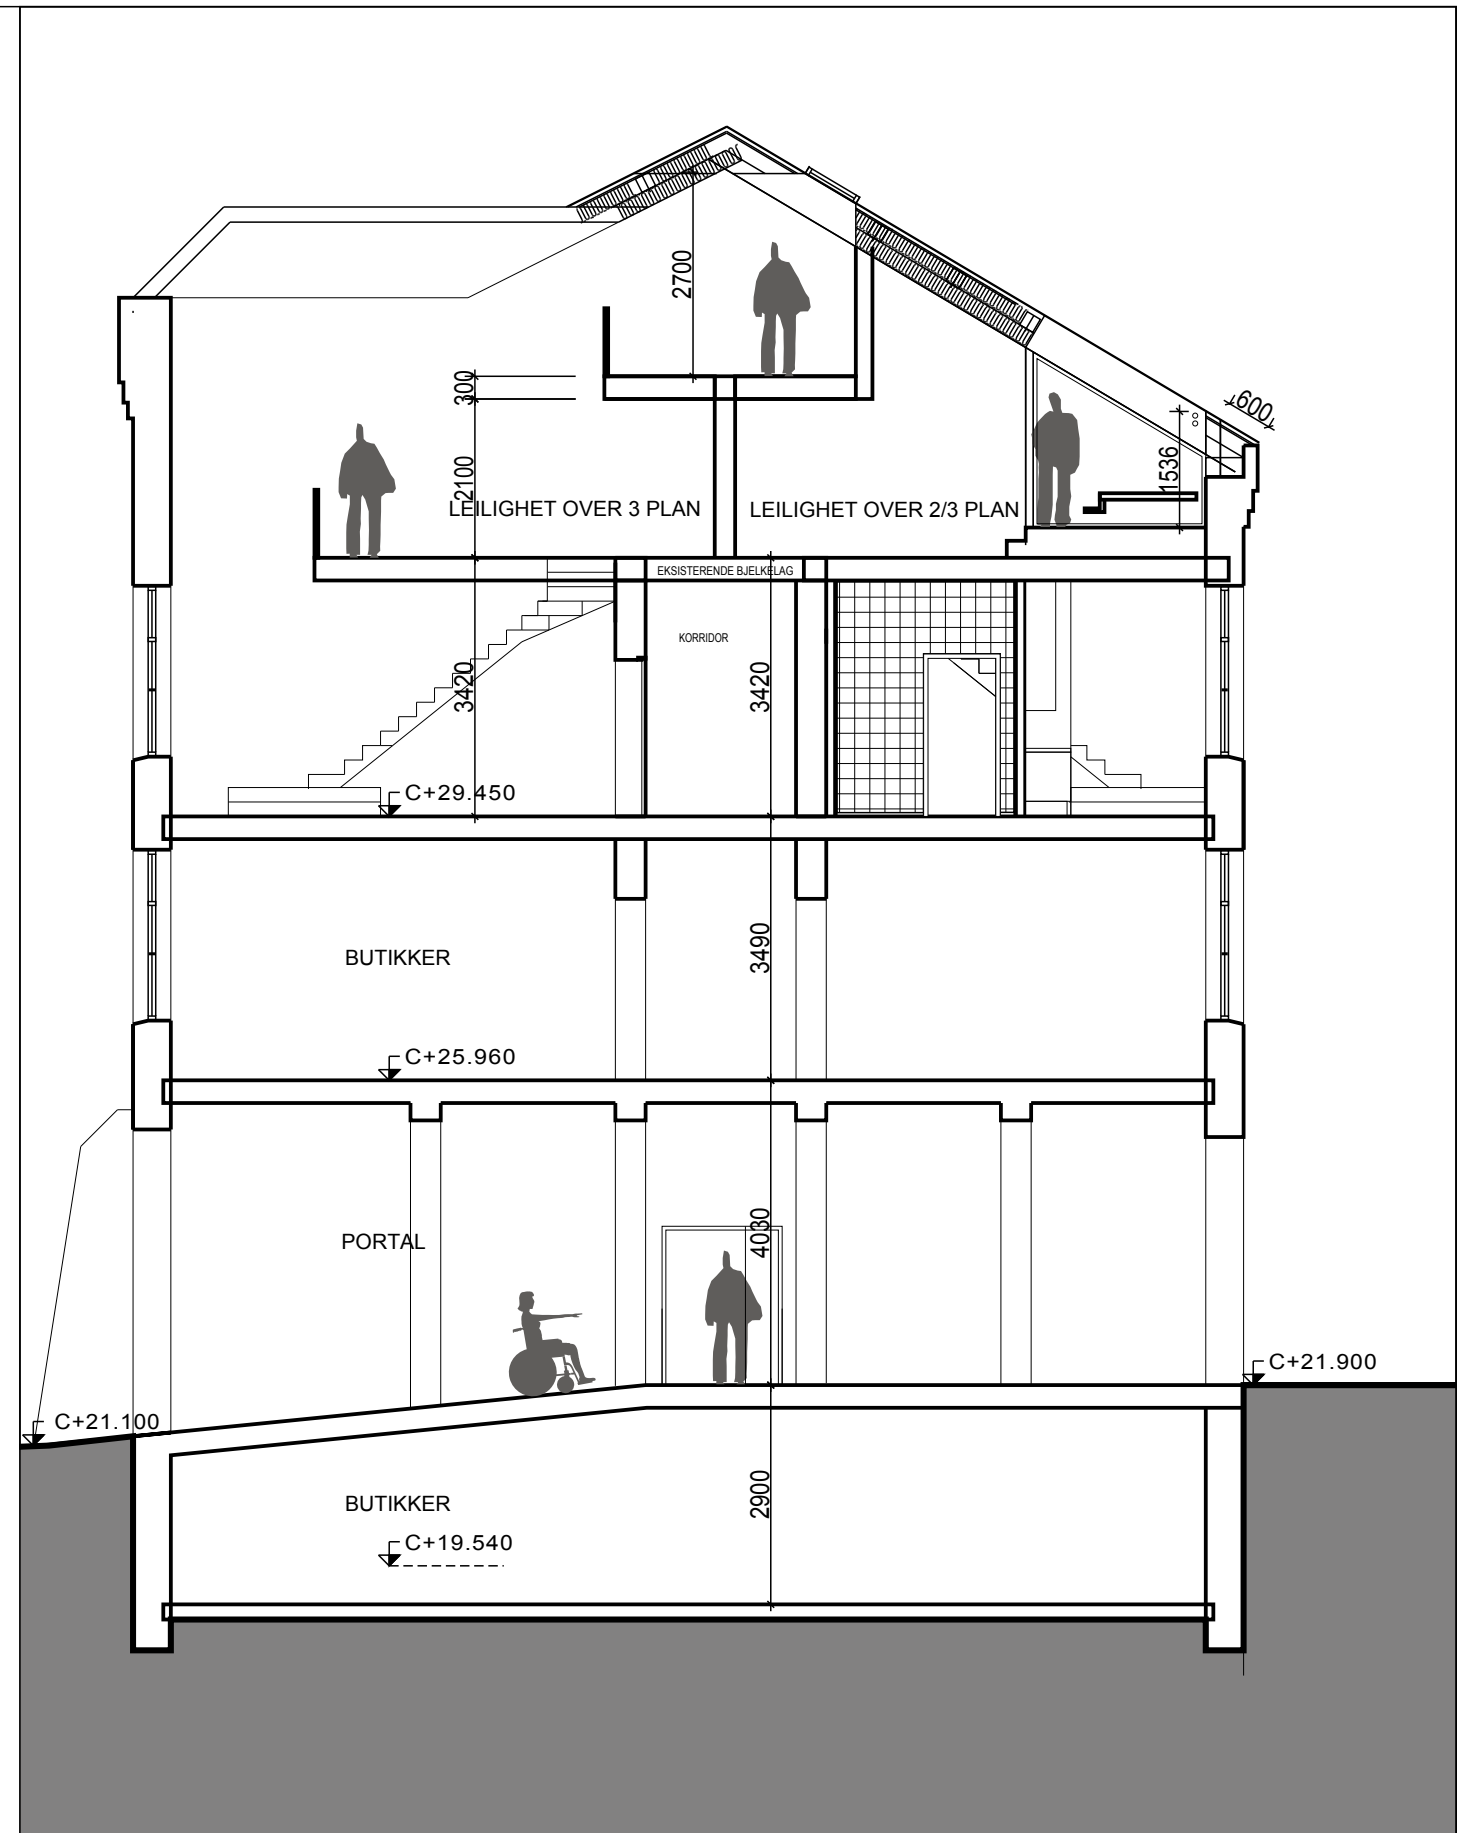 2700
600
300
1536
2100
LEILIGHET OVER 3 PLAN
LEILIGHET OVER 2/3 PLAN
EKSISTERENDE BJELKELAG
KORRIDOR
3420
3420
C+29.450
3490
BUTIKKER
C+25.960
4030
PORTAL
C+21.900
C+21.100
2900
BUTIKKER
C+19.540